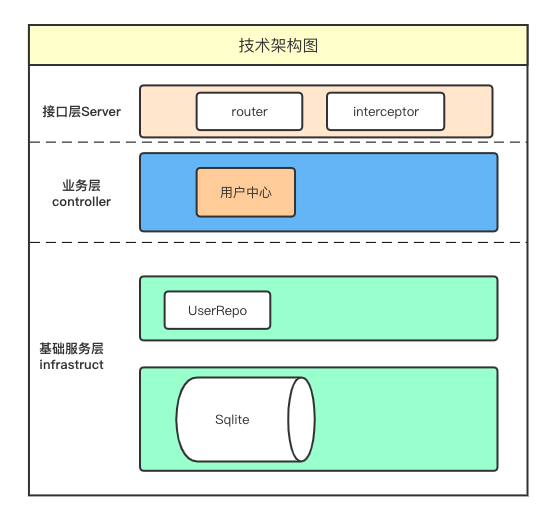 技术架构图
接口层Server
router
interceptor
业务层
controller
用户中心
UserRepo
基础服务层
infrastruct
Sqlite